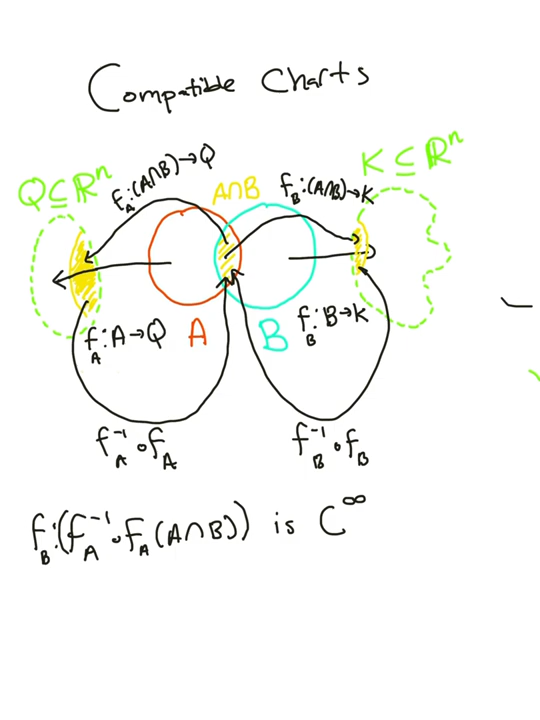 Compatible Charts
Q⊆ℝⁿ
f_A:(A∩B)→Q
A∩B
f_B:(A∩B)→K
K⊆ℝⁿ
f_A:A→Q
A
B
f_B:B→K
f_A⁻¹∘f_A
f_B⁻¹∘f_B
f_B:(f_A⁻¹∘f_A(A∩B)) is C^∞